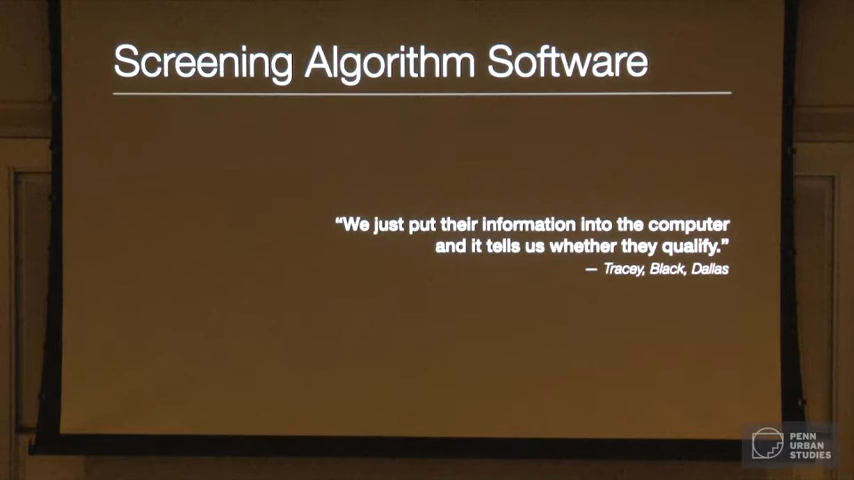 Screening Algorithm Software
“We just put their information into the computer
and it tells us whether they qualify.”
— Tracey, Black, Dallas
PENN
URBAN
STUDIES